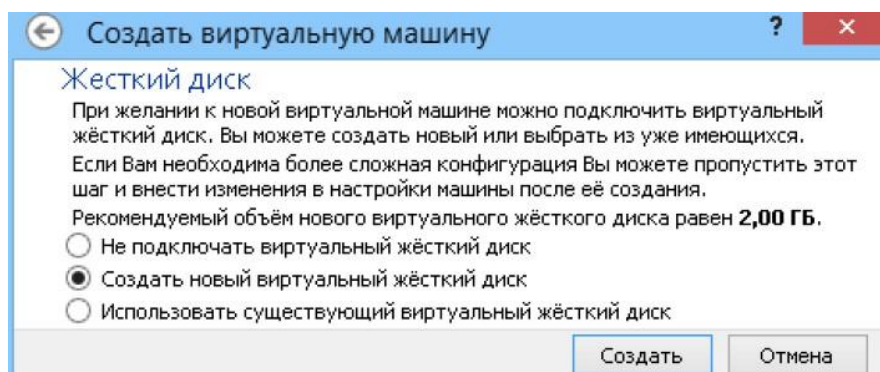 Создать виртуальную машину
?
Жесткий диск
При желании к новой виртуальной машине можно подключить виртуальный
жёсткий диск. Вы можете создать новый или выбрать из уже имеющихся.
Если Вам необходима более сложная конфигурация Вы можете пропустить этот
шаг и внести изменения в настройки машины после её создания.
Рекомендуемый объём нового виртуального жёсткого диска равен 2,00 ГБ.
Не подключать виртуальный жёсткий диск
Создать новый виртуальный жёсткий диск
Использовать существующий виртуальный жёсткий диск
Создать Отмена